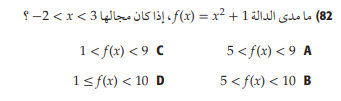 82) ما مدى الدالة f(x) = x² + 1، إذا كان مجالها -2 < x < 3 ؟
5 < f(x) < 9 A
1 < f(x) < 9 C
5 < f(x) < 10 B
1 ≤ f(x) < 10 D